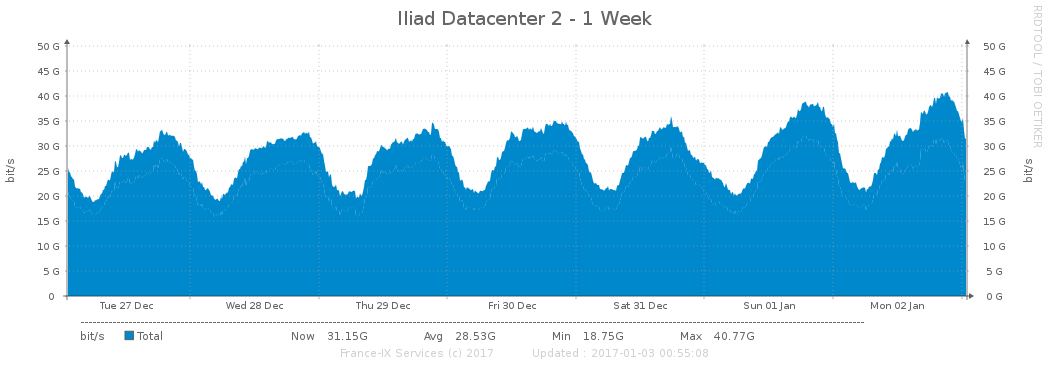 Iliad Datacenter 2 - 1 Week
RRDTOOL / TOBI OETIKER
bit/s
50 G 50 G
45 G 45 G
40 G 40 G
35 G 35 G
30 G 30 G
25 G 25 G
20 G 20 G
15 G 15 G
10 G 10 G
5 G 5 G
0 0 G
bit/s
Tue 27 Dec Wed 28 Dec Thu 29 Dec Fri 30 Dec Sat 31 Dec Sun 01 Jan Mon 02 Jan
bit/s Total Now 31.15G Avg 28.53G Min 18.75G Max 40.77G
France-IX Services (c) 2017 Updated : 2017-01-03 00:55:08